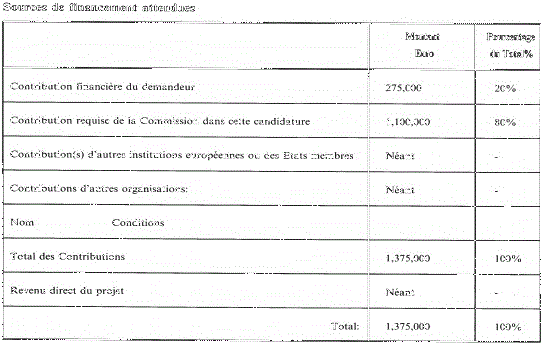 Sources de financement attendues
Montant Pourcentage
Euro du Total%
Contribution financière du demandeur 275,000 20%
Contribution requise de la Commission dans cette candidature 1,100,000 80%
Contribution(s) d'autres institutions européennes ou des Etats membres Néant -
Contributions d'autres organisations: Néant -
Nom Conditions
Total des Contributions 1,375,000 100%
Revenu direct du projet Néant -
Total: 1,375,000 100%